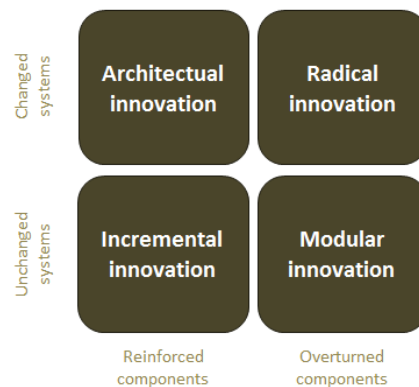 Changed
systems
Architectual
innovation
Radical
innovation
Unchanged
systems
Incremental
innovation
Modular
innovation
Reinforced
components
Overturned
components